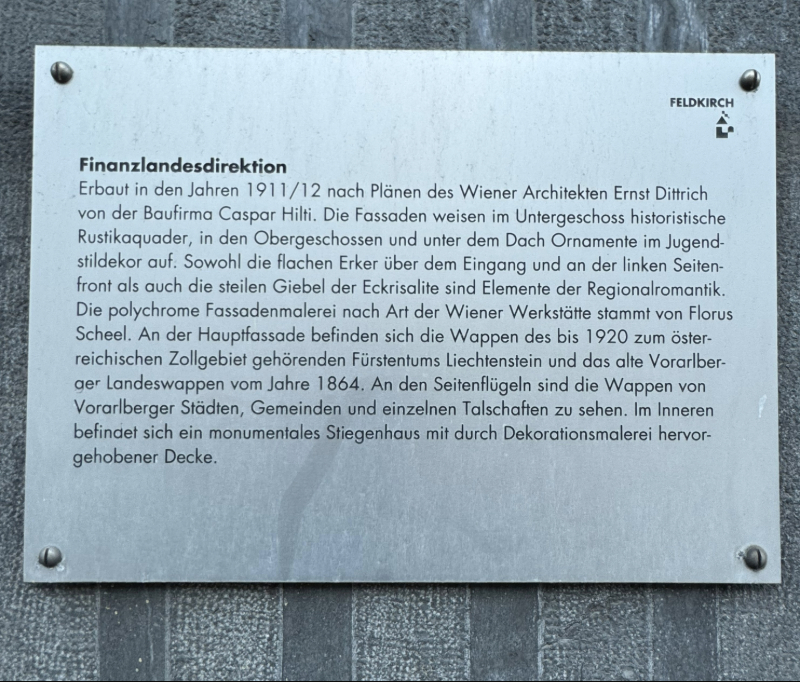 FELDKIRCH
Finanzlandesdirektion
Erbaut in den Jahren 1911/12 nach Plänen des Wiener Architekten Ernst Dittrich
von der Baufirma Caspar Hilti. Die Fassaden weisen im Untergeschoss historistische
Rustikaquader, in den Obergeschossen und unter dem Dach Ornamente im Jugend-
stildekor auf. Sowohl die flachen Erker über dem Eingang und an der linken Seiten-
front als auch die steilen Giebel der Eckrisalite sind Elemente der Regionalromantik.
Die polychrome Fassadenmalerei nach Art der Wiener Werkstätte stammt von Florus
Scheel. An der Hauptfassade befinden sich die Wappen des bis 1920 zum öster-
reichischen Zollgebiet gehörenden Fürstentums Liechtenstein und das alte Vorarlber-
ger Landeswappen vom Jahre 1864. An den Seitenflügeln sind die Wappen von
Vorarlberger Städten, Gemeinden und einzelnen Talschaften zu sehen. Im Inneren
befindet sich ein monumentales Stiegenhaus mit durch Dekorationsmalerei hervor-
gehobener Decke.